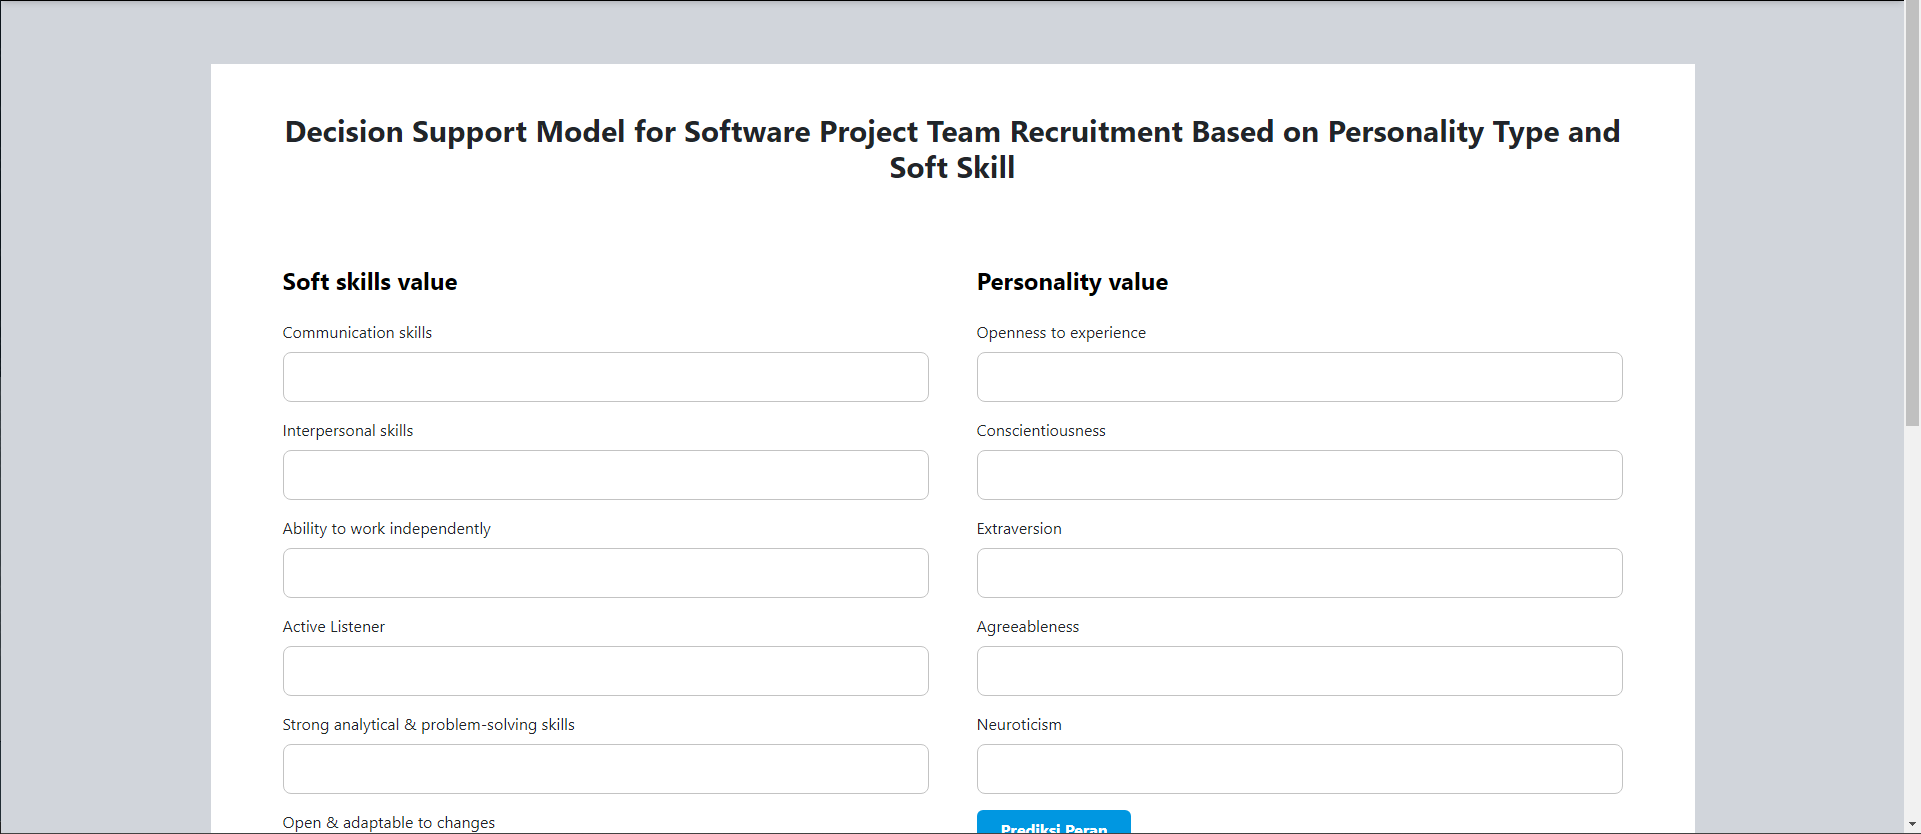 Decision Support Model for Software Project Team Recruitment Based on Personality Type and
Soft Skill
Soft skills value
Communication skills
Interpersonal skills
Ability to work independently
Active Listener
Strong analytical & problem-solving skills
Open & adaptable to changes
Personality value
Openness to experience
Conscientiousness
Extraversion
Agreeableness
Neuroticism
Prediksi Peran